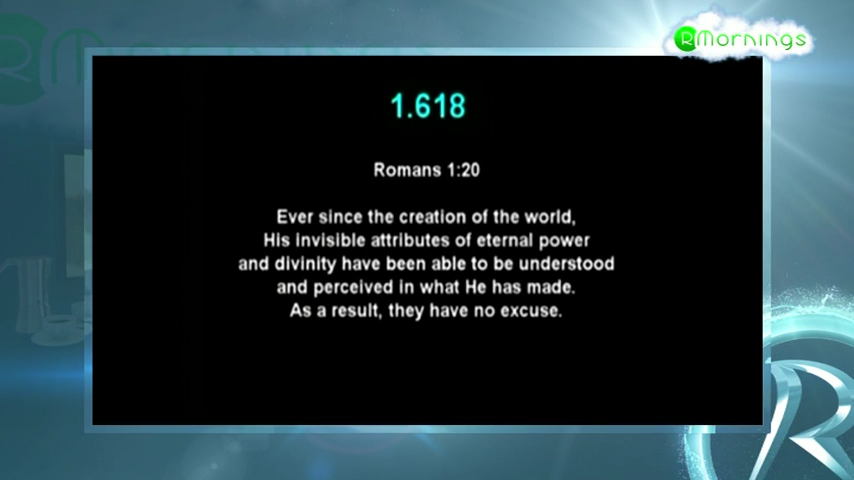 RMornings
1.618
Romans 1:20
Ever since the creation of the world,
His invisible attributes of eternal power
and divinity have been able to be understood
and perceived in what He has made.
As a result, they have no excuse.
R